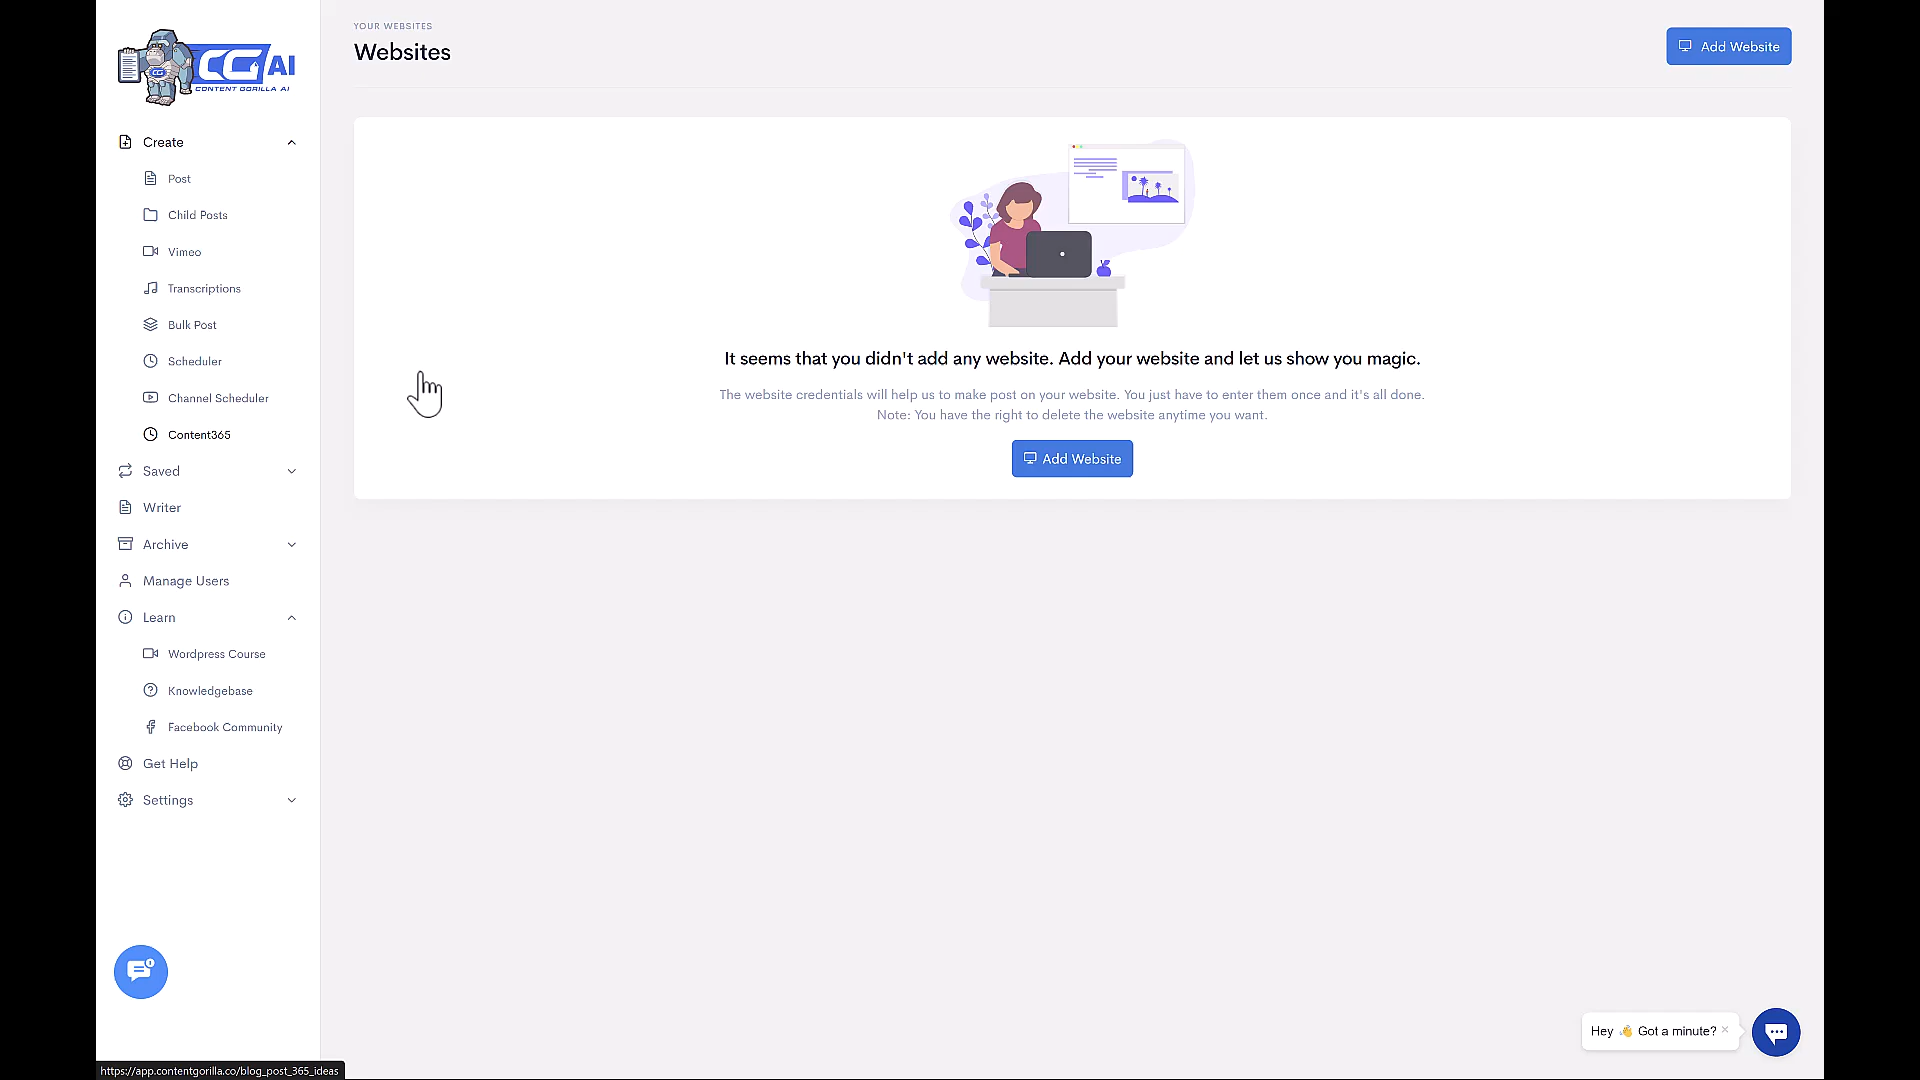 YOUR WEBSITES
Websites
Add Website
CG AI
CONTENT GORILLA AI
CG
Create
Post
Child Posts
Vimeo
Transcriptions
Bulk Post
Scheduler
Channel Scheduler
Content365
Saved
Writer
Archive
Manage Users
Learn
Wordpress Course
Knowledgebase
Facebook Community
Get Help
Settings
It seems that you didn't add any website. Add your website and let us show you magic.
The website credentials will help us to make post on your website. You just have to enter them once and it's all done.
Note: You have the right to delete the website anytime you want.
Add Website
Hey 👋 Got a minute?
https://app.contentgorilla.co/blog_post_365_ideas